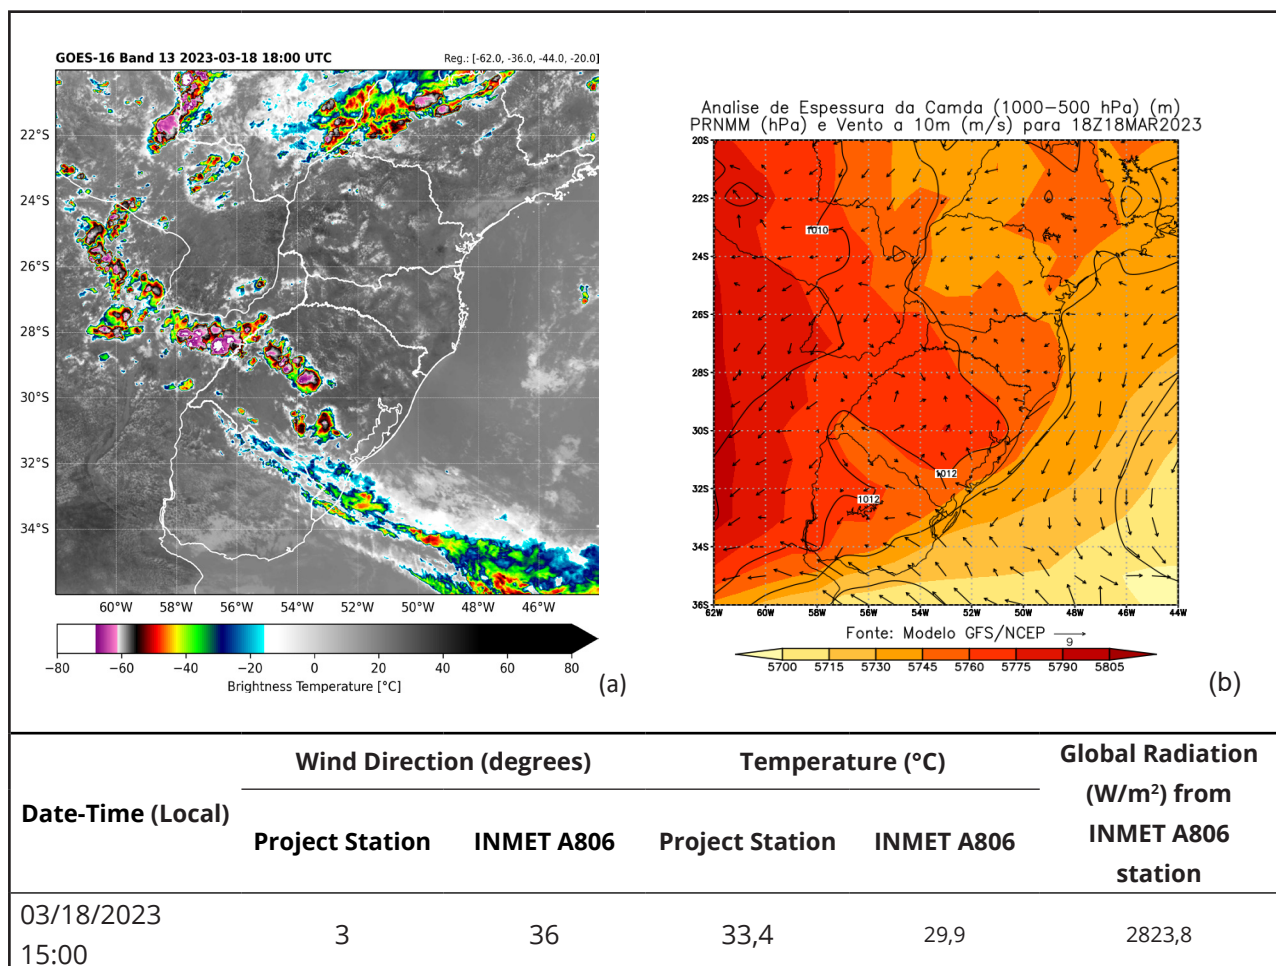 GOES-16 Band 13 2023-03-18 18:00 UTC
Reg.: [-62.0, -36.0, -44.0, -20.0]
22°S
24°S
26°S
28°S
30°S
32°S
34°S
60°W 58°W 56°W 54°W 52°W 50°W 48°W 46°W
−80 −60 −40 −20 0 20 40 60 80
Brightness Temperature [°C]
(a)
Analise de Espessura da Camda (1000−500 hPa) (m)
PRNMM (hPa) e Vento a 10m (m/s) para 18Z18MAR2023
20S
22S
24S
26S
28S
30S
32S
34S
36S
1010
1012
1012
62W 60W 58W 56W 54W 52W 50W 48W 46W 44W
Fonte: Modelo GFS/NCEP
9
5700 5715 5730 5745 5760 5775 5790 5805
(b)
Date-Time (Local)
Wind Direction (degrees)
Temperature (°C)
Global Radiation
(W/m²) from
INMET A806
station
Project Station
INMET A806
Project Station
INMET A806
03/18/2023
15:00
3
36
33,4
29,9
2823,8